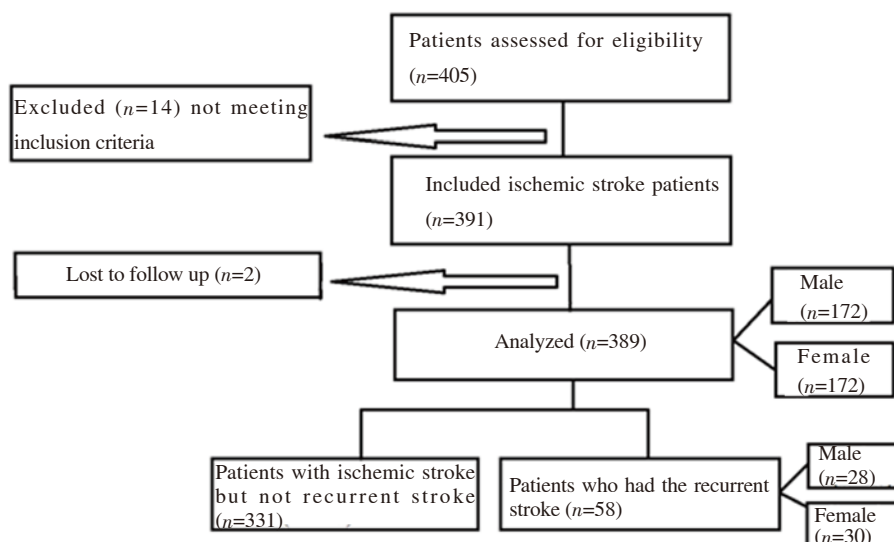 Patients assessed for eligibility
(n=405)
Excluded (n=14) not meeting
inclusion criteria
Included ischemic stroke patients
(n=391)
Lost to follow up (n=2)
Male
(n=172)
Analyzed (n=389)
Female
(n=172)
Patients with ischemic stroke
but not recurrent stroke
(n=331)
Patients who had the recurrent
stroke (n=58)
Male
(n=28)
Female
(n=30)